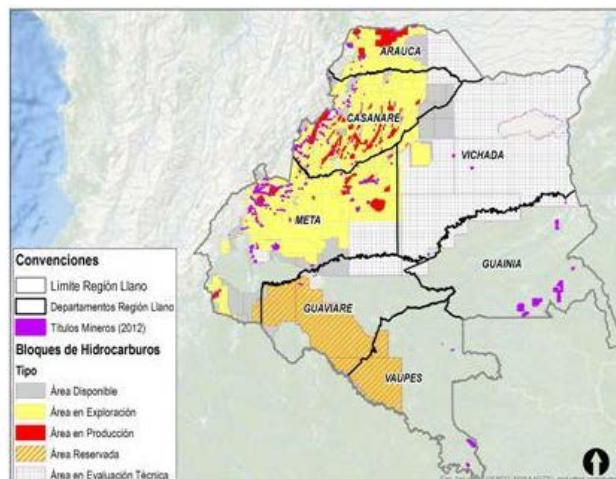 ARAUCA
CASANARE
VICHADA
META
GUAINIA
GUAVIARE
VAUPES
Convenciones
Límite Región Llano
Departamentos Región Llano
Títulos Mineros (2012)
Bloques de Hidrocarburos
Tipo
Área Disponible
Área en Exploración
Área en Producción
Área Reservada
Área en Evaluación Técnica